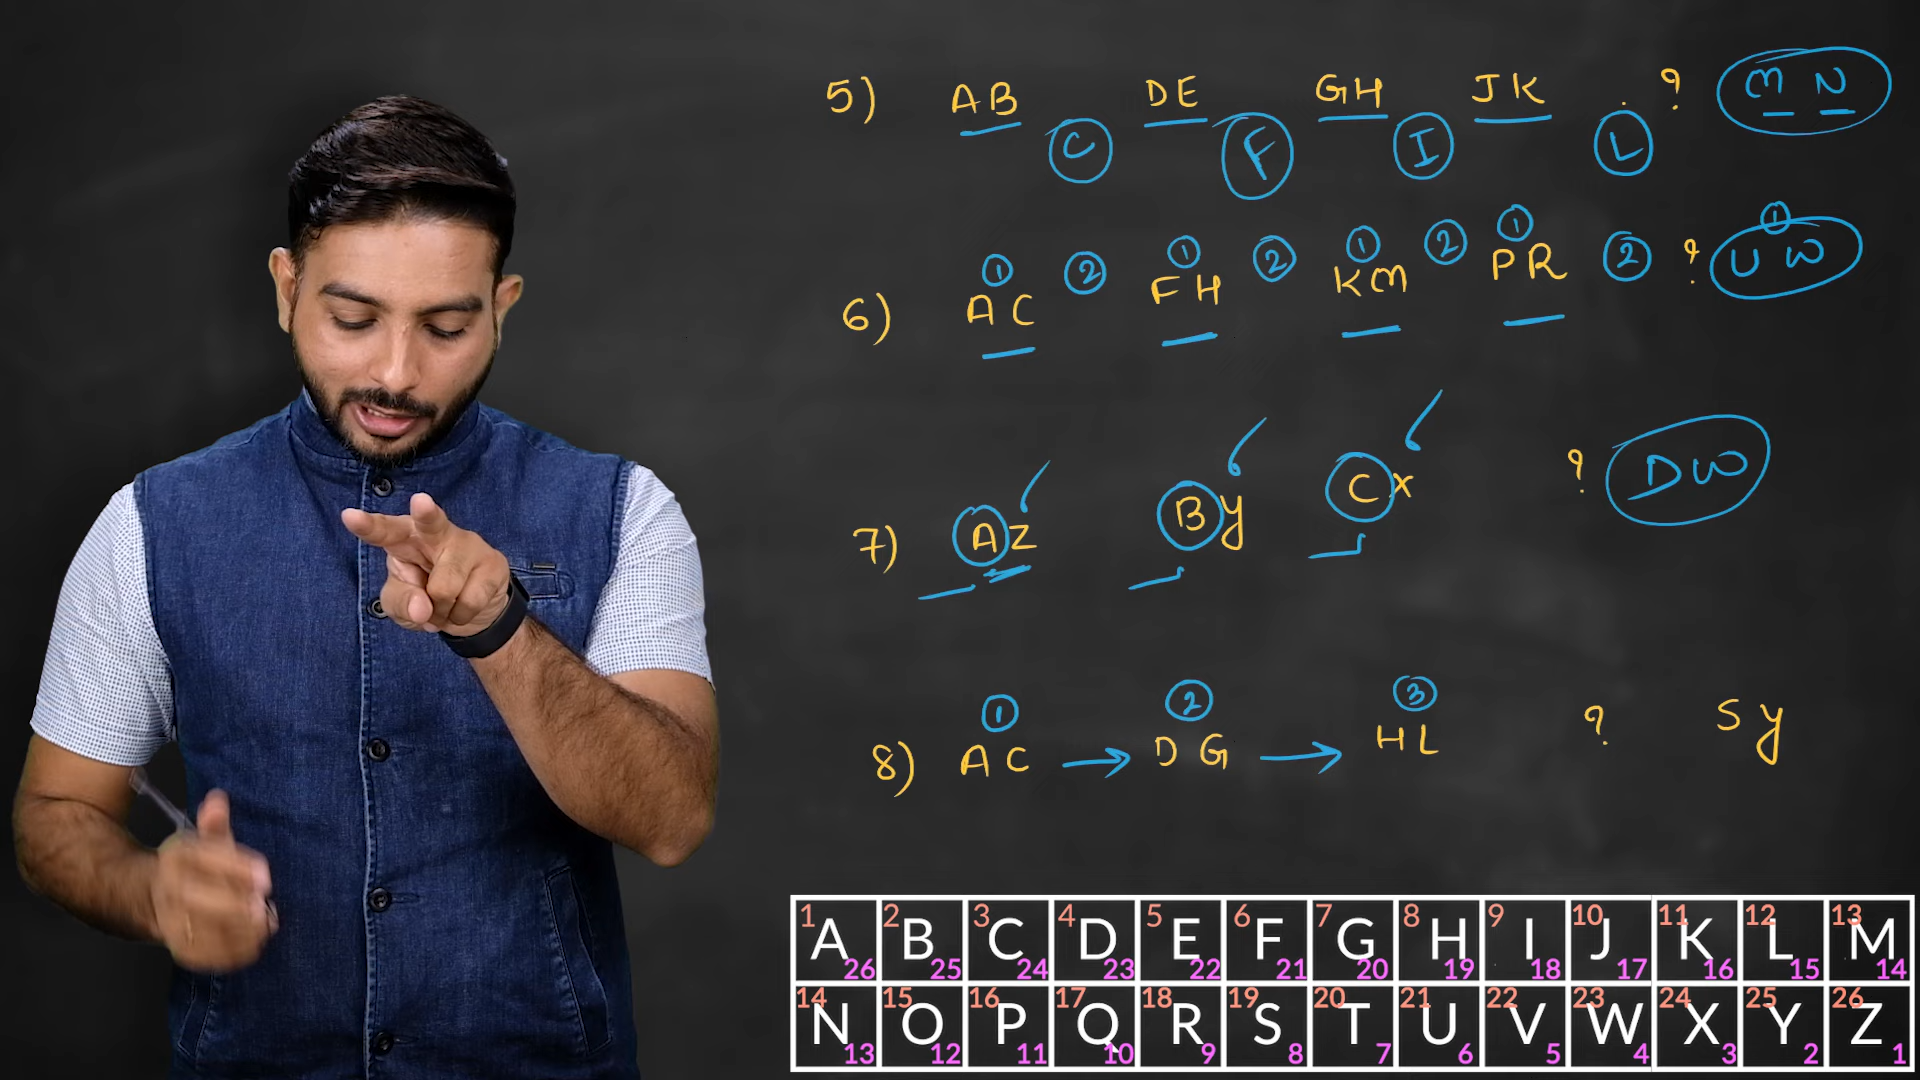 5) AB C DE F GH I JK L . ? MN
① ② ① ② ① ② ① ② ①
6) AC FH KM PR ? UW
7) AZ By Cx ? DW
① ② ③
8) AC → DG → HL ? Sy
1 A 26 2 B 25 3 C 24 4 D 23 5 E 22 6 F 21 7 G 20 8 H 19 9 I 18 10 J 17 11 K 16 12 L 15 13 M 14
14 N 13 15 O 12 16 P 11 17 Q 10 18 R 9 19 S 8 20 T 7 21 U 6 22 V 5 23 W 4 24 X 3 25 Y 2 26 Z 1